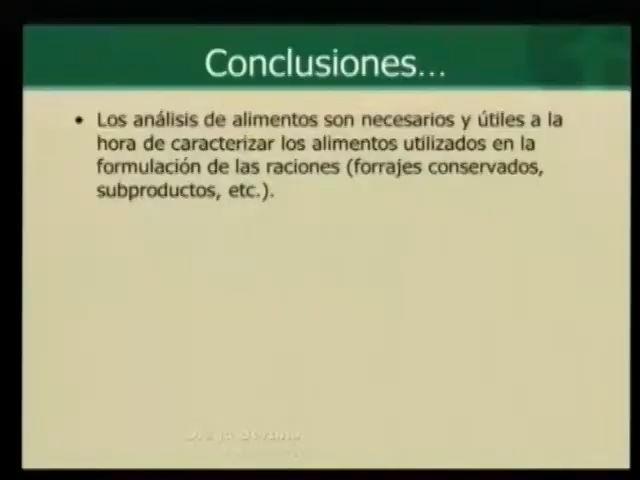 Conclusiones...
• Los análisis de alimentos son necesarios y útiles a la
hora de caracterizar los alimentos utilizados en la
formulación de las raciones (forrajes conservados,
subproductos, etc.).